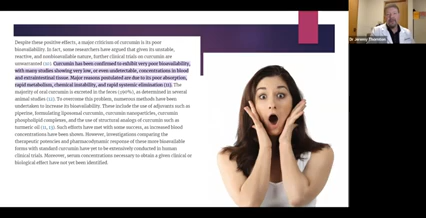 Despite these positive effects, a major criticism of curcumin is its poor
bioavailability. In fact, some researchers have argued that given its unstable,
reactive, and nonbioavailable nature, further clinical trials on curcumin are
unwarranted (10). Curcumin has been confirmed to exhibit very poor bioavailability,
with many studies showing very low, or even undetectable, concentrations in blood
and extraintestinal tissue. Major reasons postulated are due to its poor absorption,
rapid metabolism, chemical instability, and rapid systemic elimination (11). The
majority of oral curcumin is excreted in the feces (>90%), as determined in several
animal studies (12). To overcome this problem, numerous methods have been
undertaken to increase its bioavailability. These include the use of adjuvants such as
piperine, formulating liposomal curcumin, curcumin nanoparticles, curcumin
phospholipid complexes, and the use of structural analogs of curcumin such as
turmeric oil (11, 13). Such efforts have met with some success, as increased blood
concentrations have been shown. However, investigations comparing the
therapeutic potencies and pharmacodynamic response of these more bioavailable
forms with standard curcumin have yet to be extensively conducted in human
clinical trials. Moreover, serum concentrations necessary to obtain a given clinical or
biological effect have not yet been identified.
Dr Jeremy Thornton